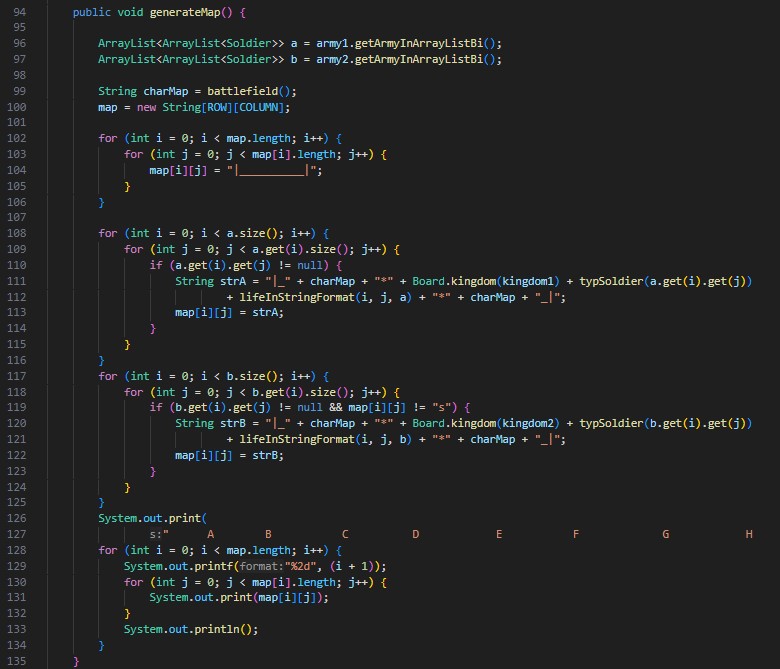 94 public void generateMap() {
95
96 ArrayList<ArrayList<Soldier>> a = army1.getArmyInArrayListBi();
97 ArrayList<ArrayList<Soldier>> b = army2.getArmyInArrayListBi();
98
99 String charMap = battlefield();
100 map = new String[ROW][COLUMN];
101
102 for (int i = 0; i < map.length; i++) {
103 for (int j = 0; j < map[i].length; j++) {
104 map[i][j] = "|__________|";
105 }
106 }
107
108 for (int i = 0; i < a.size(); i++) {
109 for (int j = 0; j < a.get(i).size(); j++) {
110 if (a.get(i).get(j) != null) {
111 String strA = "|_" + charMap + "*" + Board.kingdom(kingdom1) + typSoldier(a.get(i).get(j))
112 + lifeInStringFormat(i, j, a) + "*" + charMap + "_|";
113 map[i][j] = strA;
114 }
115 }
116 }
117 for (int i = 0; i < b.size(); i++) {
118 for (int j = 0; j < b.get(i).size(); j++) {
119 if (b.get(i).get(j) != null && map[i][j] != "s") {
120 String strB = "|_" + charMap + "*" + Board.kingdom(kingdom2) + typSoldier(b.get(i).get(j))
121 + lifeInStringFormat(i, j, b) + "*" + charMap + "_|";
122 map[i][j] = strB;
123 }
124 }
125 }
126 System.out.print(
127 s:" A B C D E F G H
128 for (int i = 0; i < map.length; i++) {
129 System.out.printf(format:"%2d", (i + 1));
130 for (int j = 0; j < map[i].length; j++) {
131 System.out.print(map[i][j]);
132 }
133 System.out.println();
134 }
135 }